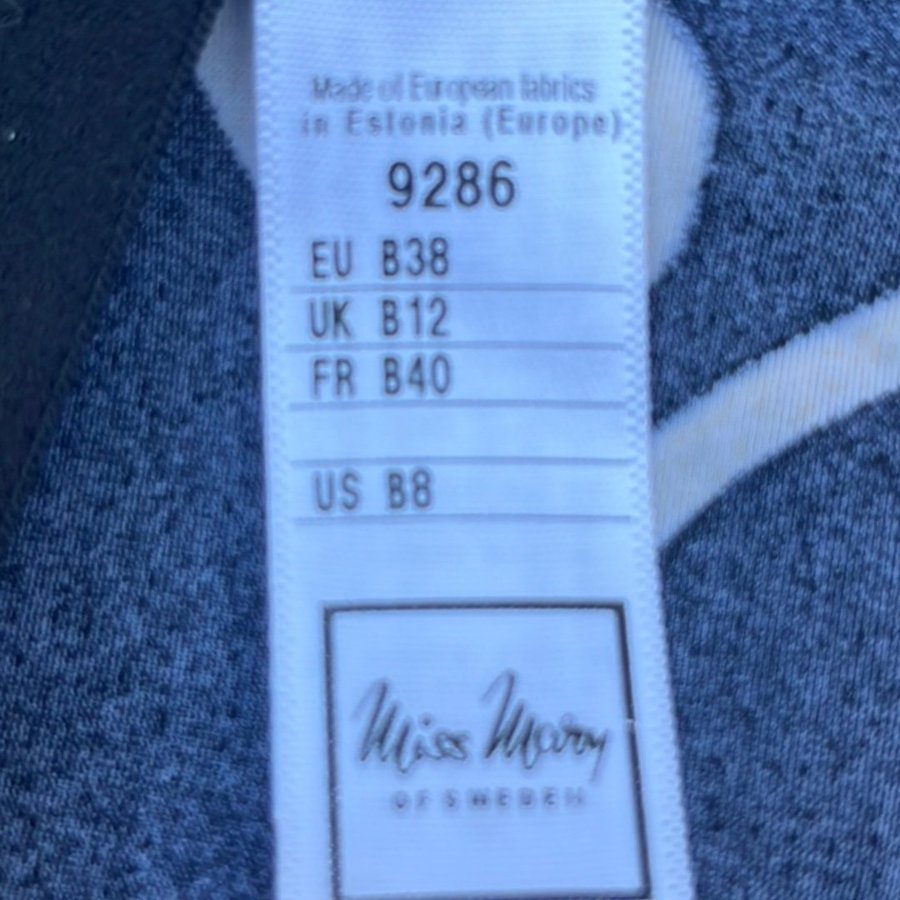 Made of European fabrics
in Estonia (Europe)
9286
EU B38
UK B12
FR B40
US B8
Miss Mary
OF SWEDEN